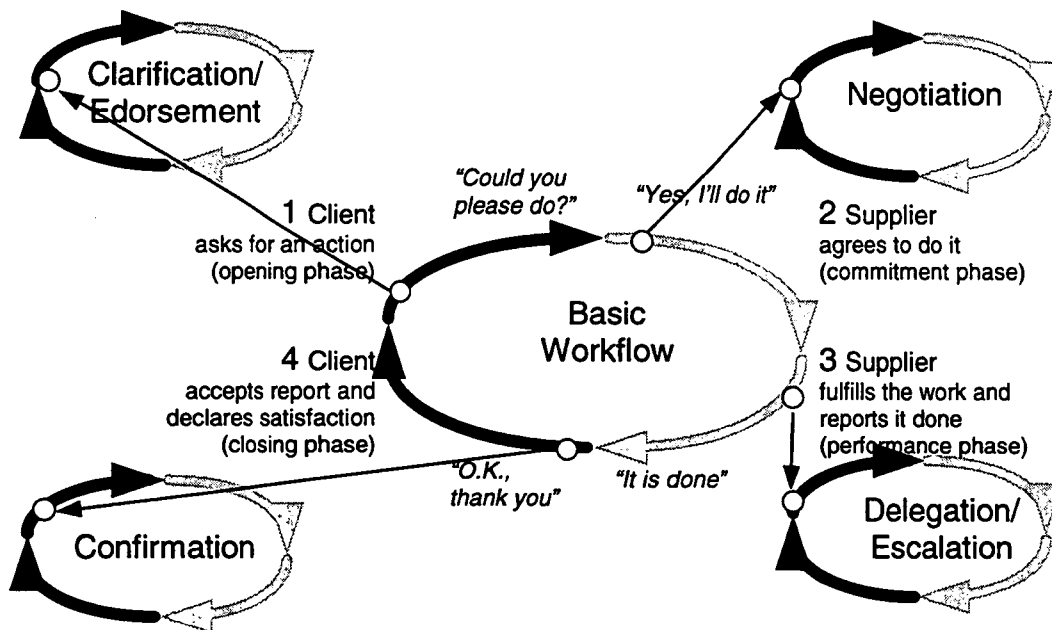 Clarification/
Edorsement
Negotiation
"Could you
please do?"
"Yes, I'll do it"
1 Client
asks for an action
(opening phase)
2 Supplier
agrees to do it
(commitment phase)
Basic
Workflow
4 Client
accepts report and
declares satisfaction
(closing phase)
3 Supplier
fulfills the work and
reports it done
(performance phase)
"O.K.,
thank you"
"It is done"
Confirmation
Delegation/
Escalation